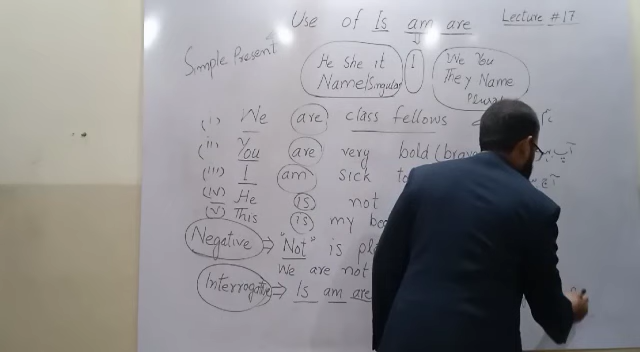 Use of Is am are Lecture #17
Simple Present
He She it
Name/Singular
I
We You
They Name
(i) We are class fellows
(ii) You are very bold (brav
(iii) I am sick
(iv) He is not
(v) This is my
Negative ⇒ "Not" is
We are not
Interrogative ⇒ Is am are